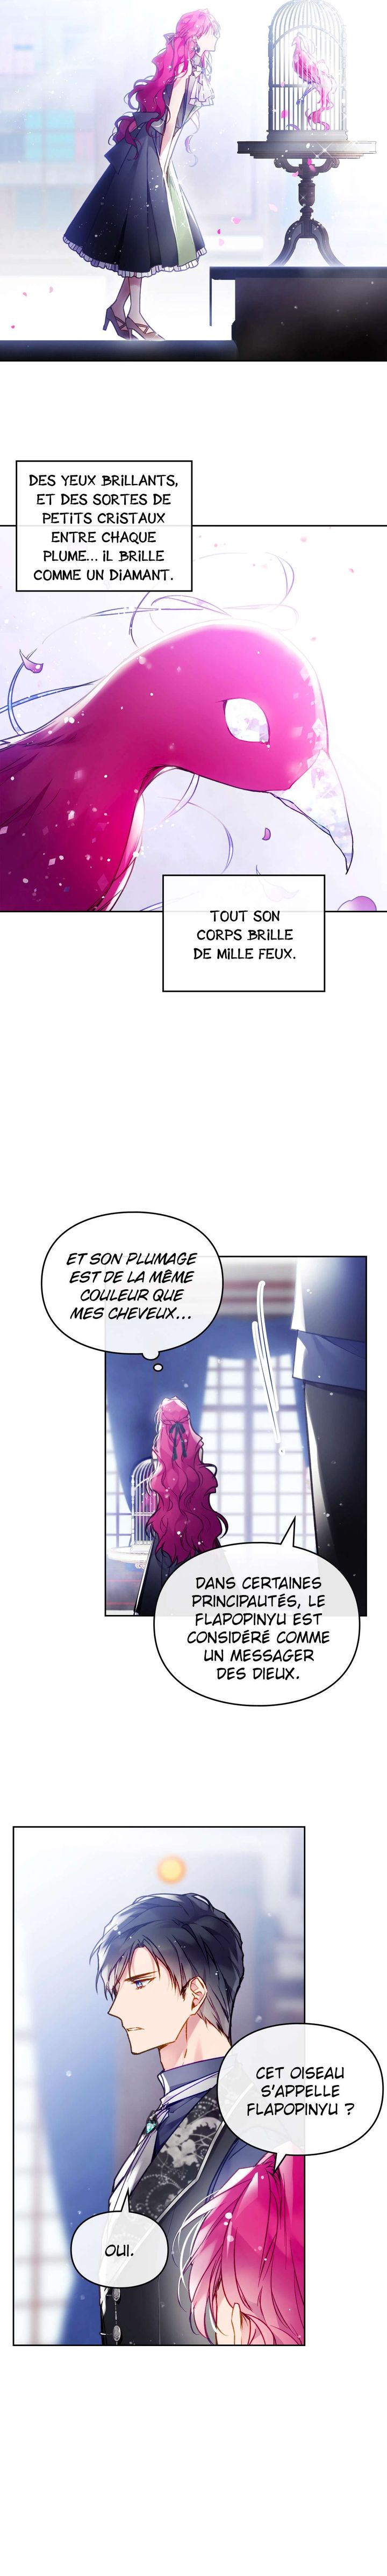 DES YEUX BRILLANTS,
ET DES SORTES DE
PETITS CRISTAUX
ENTRE CHAQUE
PLUME... IL BRILLE
COMME UN DIAMANT.
TOUT SON
CORPS BRILLE
DE MILLE FEUX.
ET SON PLUMAGE
EST DE LA MÊME
COULEUR QUE
MES CHEVEUX...
DANS CERTAINES
PRINCIPAUTÉS, LE
FLAPOPINYU EST
CONSIDÉRÉ COMME
UN MESSAGER
DES DIEUX.
CET OISEAU
S'APPELLE
FLAPOPINYU ?
OUI.